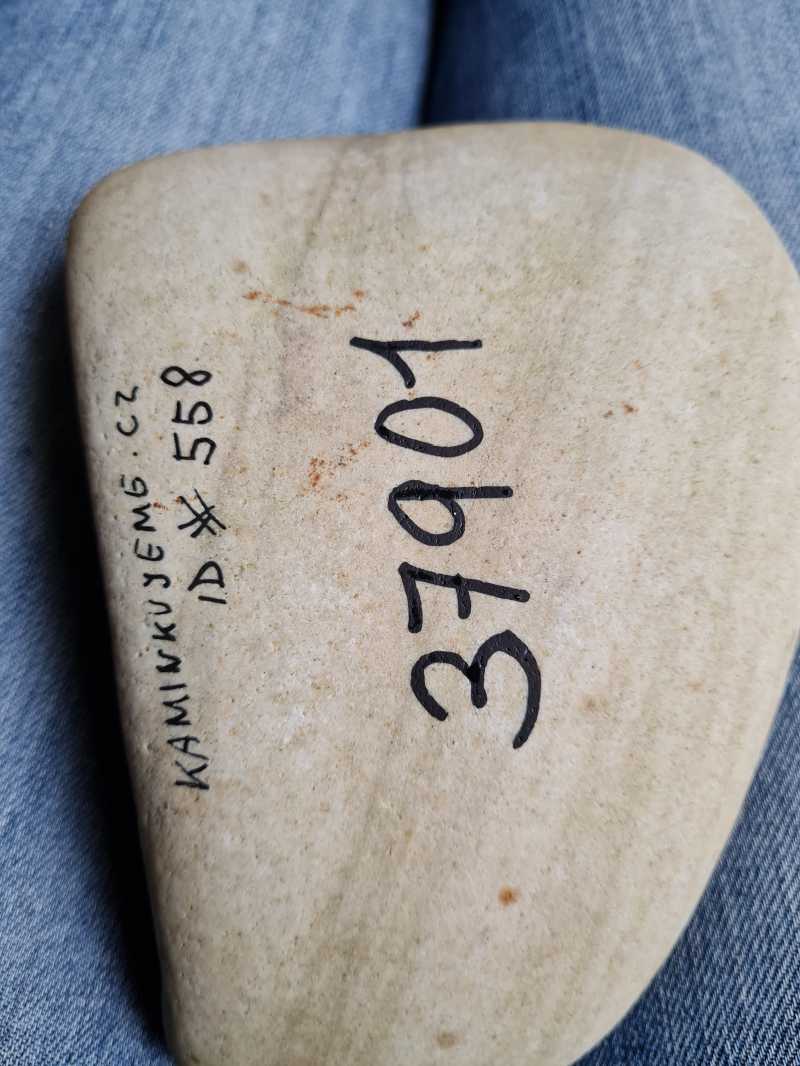 KAMINKUJEME.CZ
ID # 558
37901